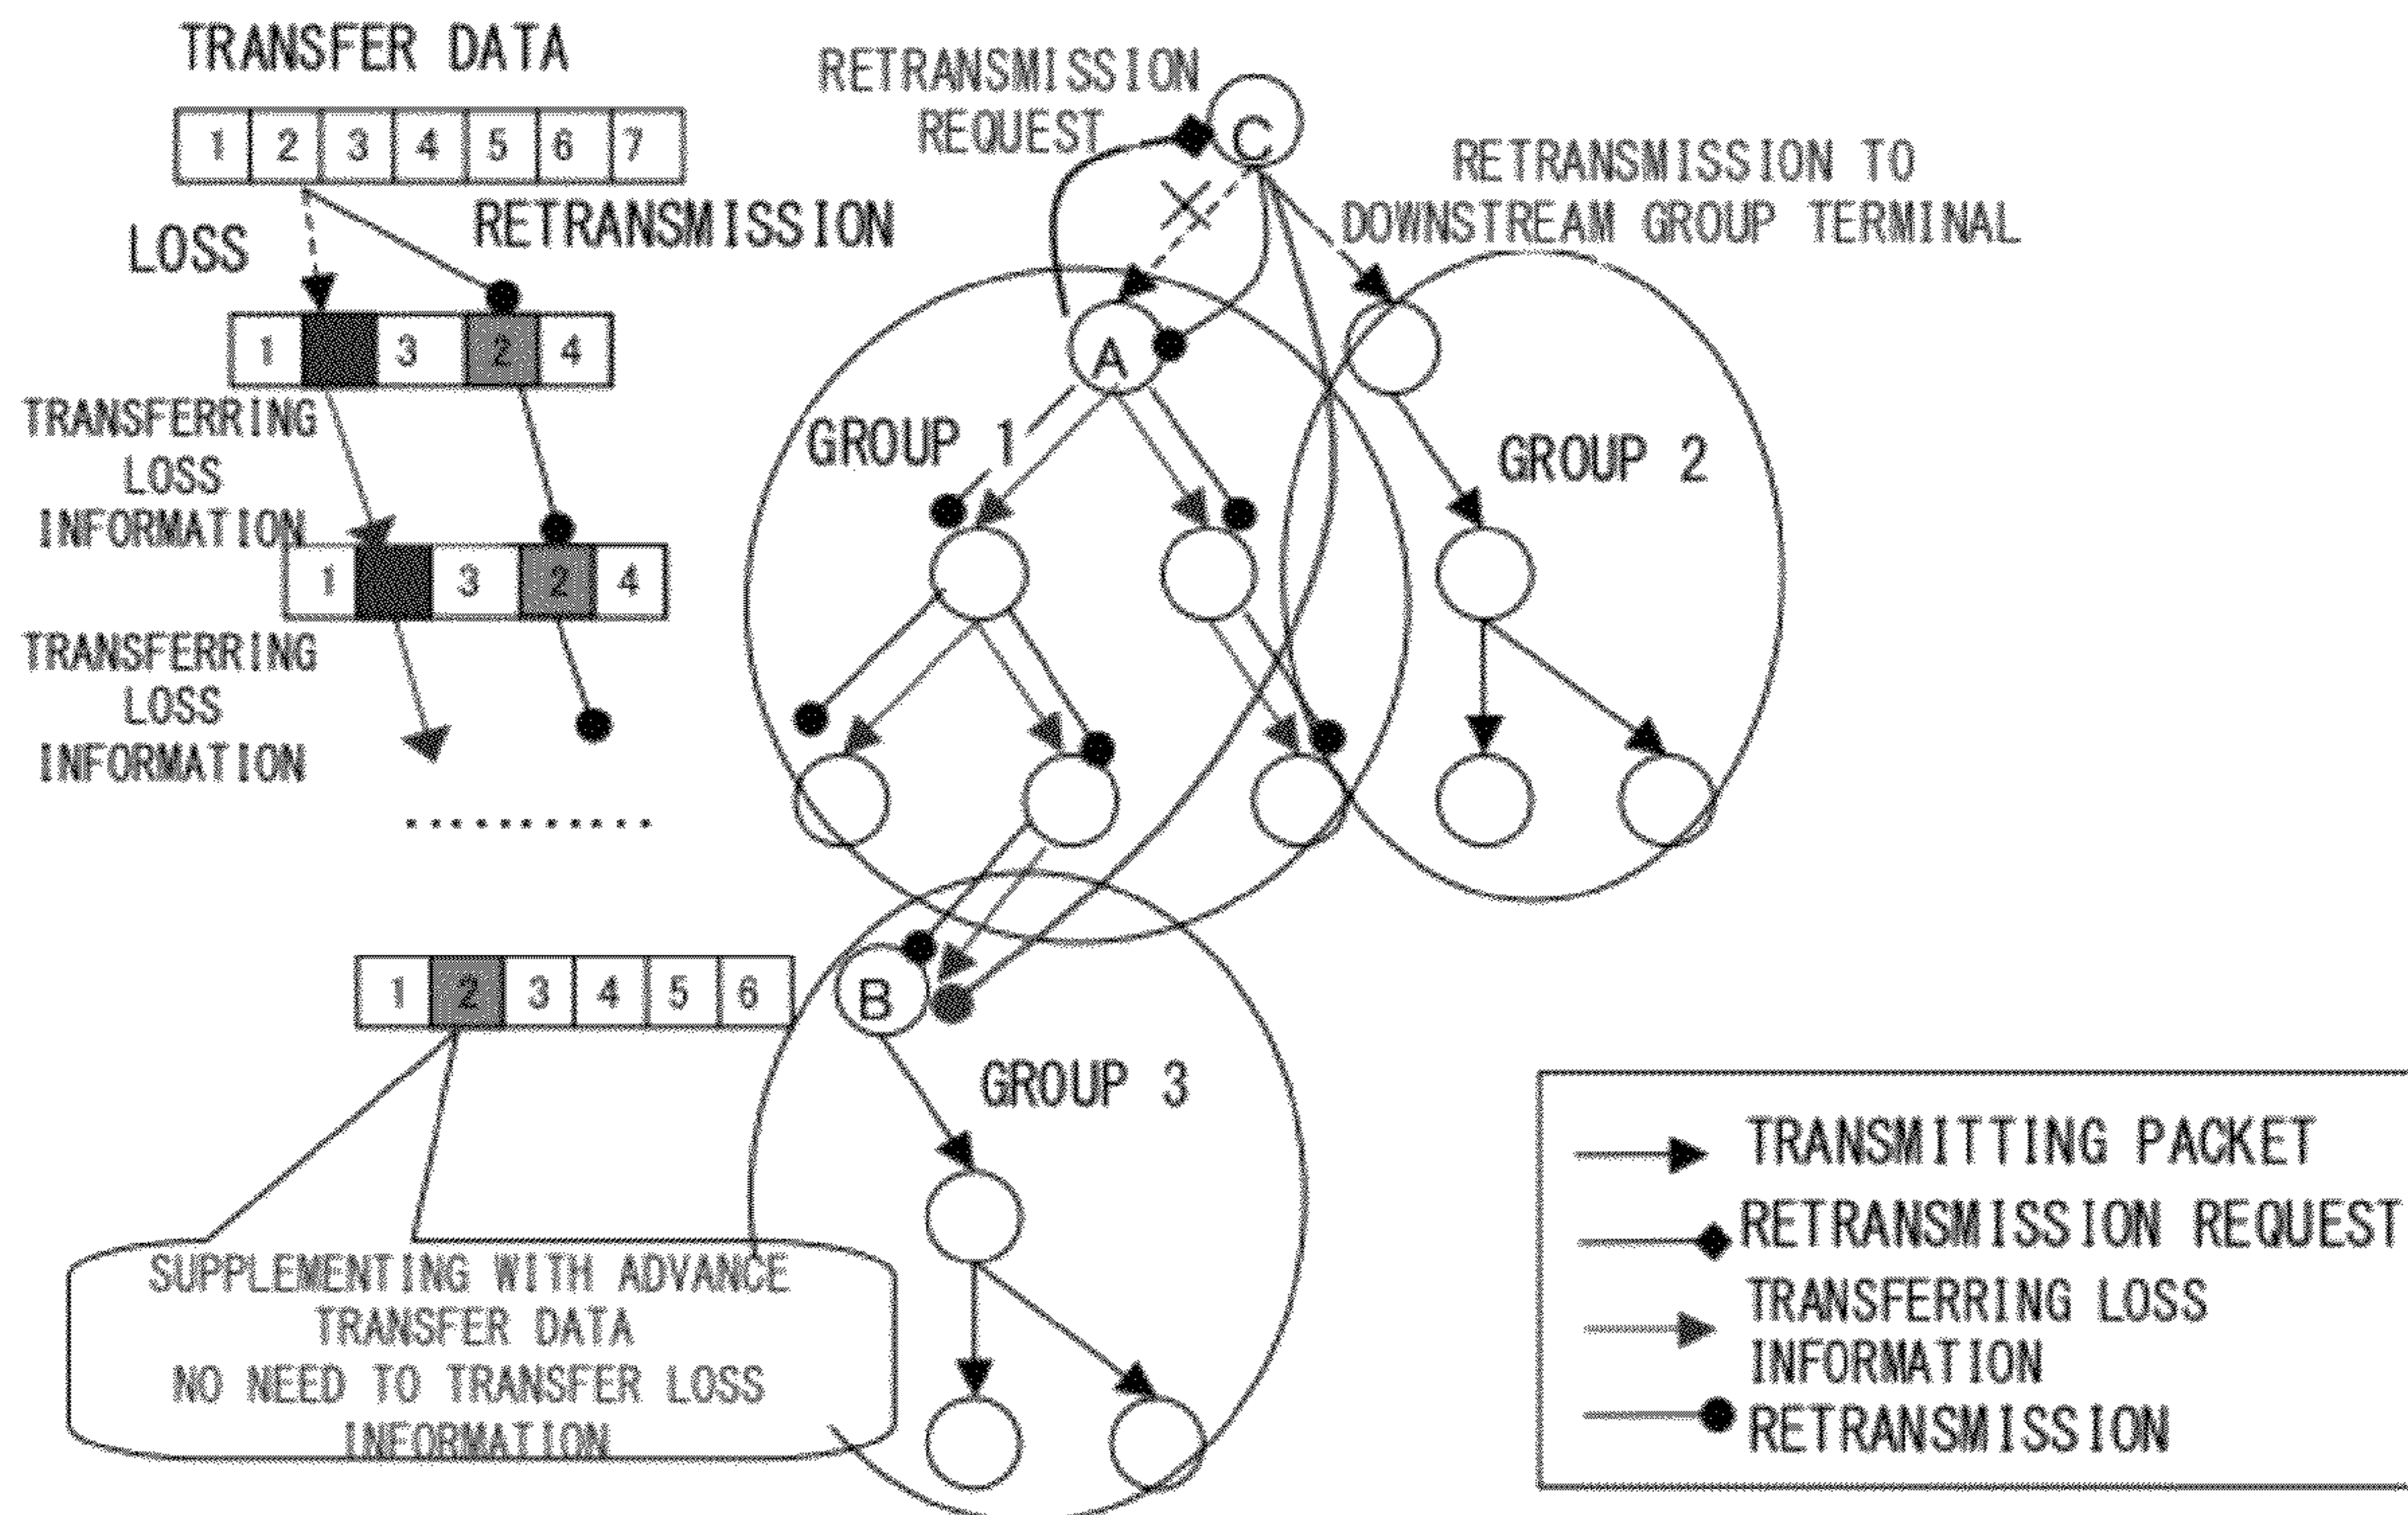 TRANSFER DATA
1 2 3 4 5 6 7
LOSS
RETRANSMISSION
1 3 2 4
TRANSFERRING
LOSS
INFORMATION
1 3 2 4
TRANSFERRING
LOSS
INFORMATION
..........
RETRANSMISSION
REQUEST
C
RETRANSMISSION TO
DOWNSTREAM GROUP TERMINAL
A
GROUP 1
GROUP 2
1 2 3 4 5 6
B
GROUP 3
SUPPLEMENTING WITH ADVANCE
TRANSFER DATA
NO NEED TO TRANSFER LOSS
INFORMATION
TRANSMITTING PACKET
RETRANSMISSION REQUEST
TRANSFERRING LOSS
INFORMATION
RETRANSMISSION